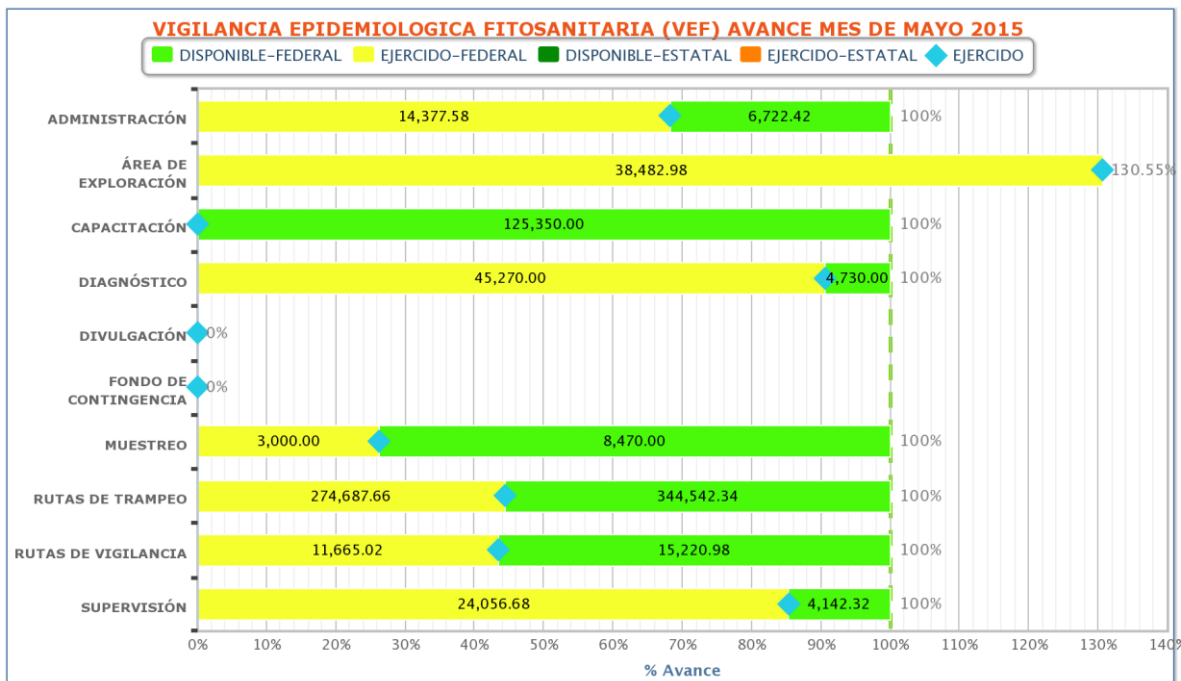 VIGILANCIA EPIDEMIOLOGICA FITOSANITARIA (VEF) AVANCE MES DE MAYO 2015
DISPONIBLE-FEDERAL EJERCIDO-FEDERAL DISPONIBLE-ESTATAL EJERCIDO-ESTATAL EJERCIDO
ADMINISTRACIÓN 14,377.58 6,722.42 100%
ÁREA DE
EXPLORACIÓN 38,482.98 130.55%
CAPACITACIÓN 125,350.00 100%
DIAGNÓSTICO 45,270.00 4,730.00 100%
DIVULGACIÓN 0%
FONDO DE
CONTINGENCIA 0%
MUESTREO 3,000.00 8,470.00 100%
RUTAS DE TRAMPEO 274,687.66 344,542.34 100%
RUTAS DE VIGILANCIA 11,665.02 15,220.98 100%
SUPERVISIÓN 24,056.68 4,142.32 100%
0% 10% 20% 30% 40% 50% 60% 70% 80% 90% 100% 110% 120% 130% 140%
% Avance